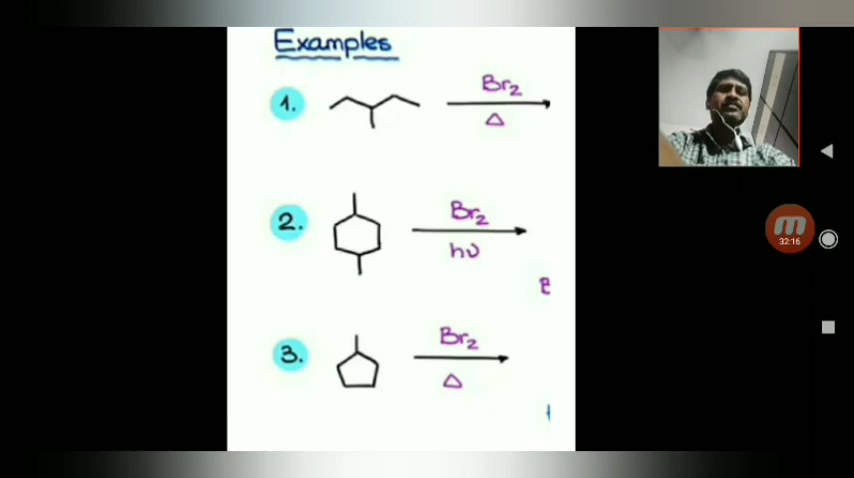 Examples
1.
Br2
△
2.
Br2
hυ
3.
Br2
△
32:16